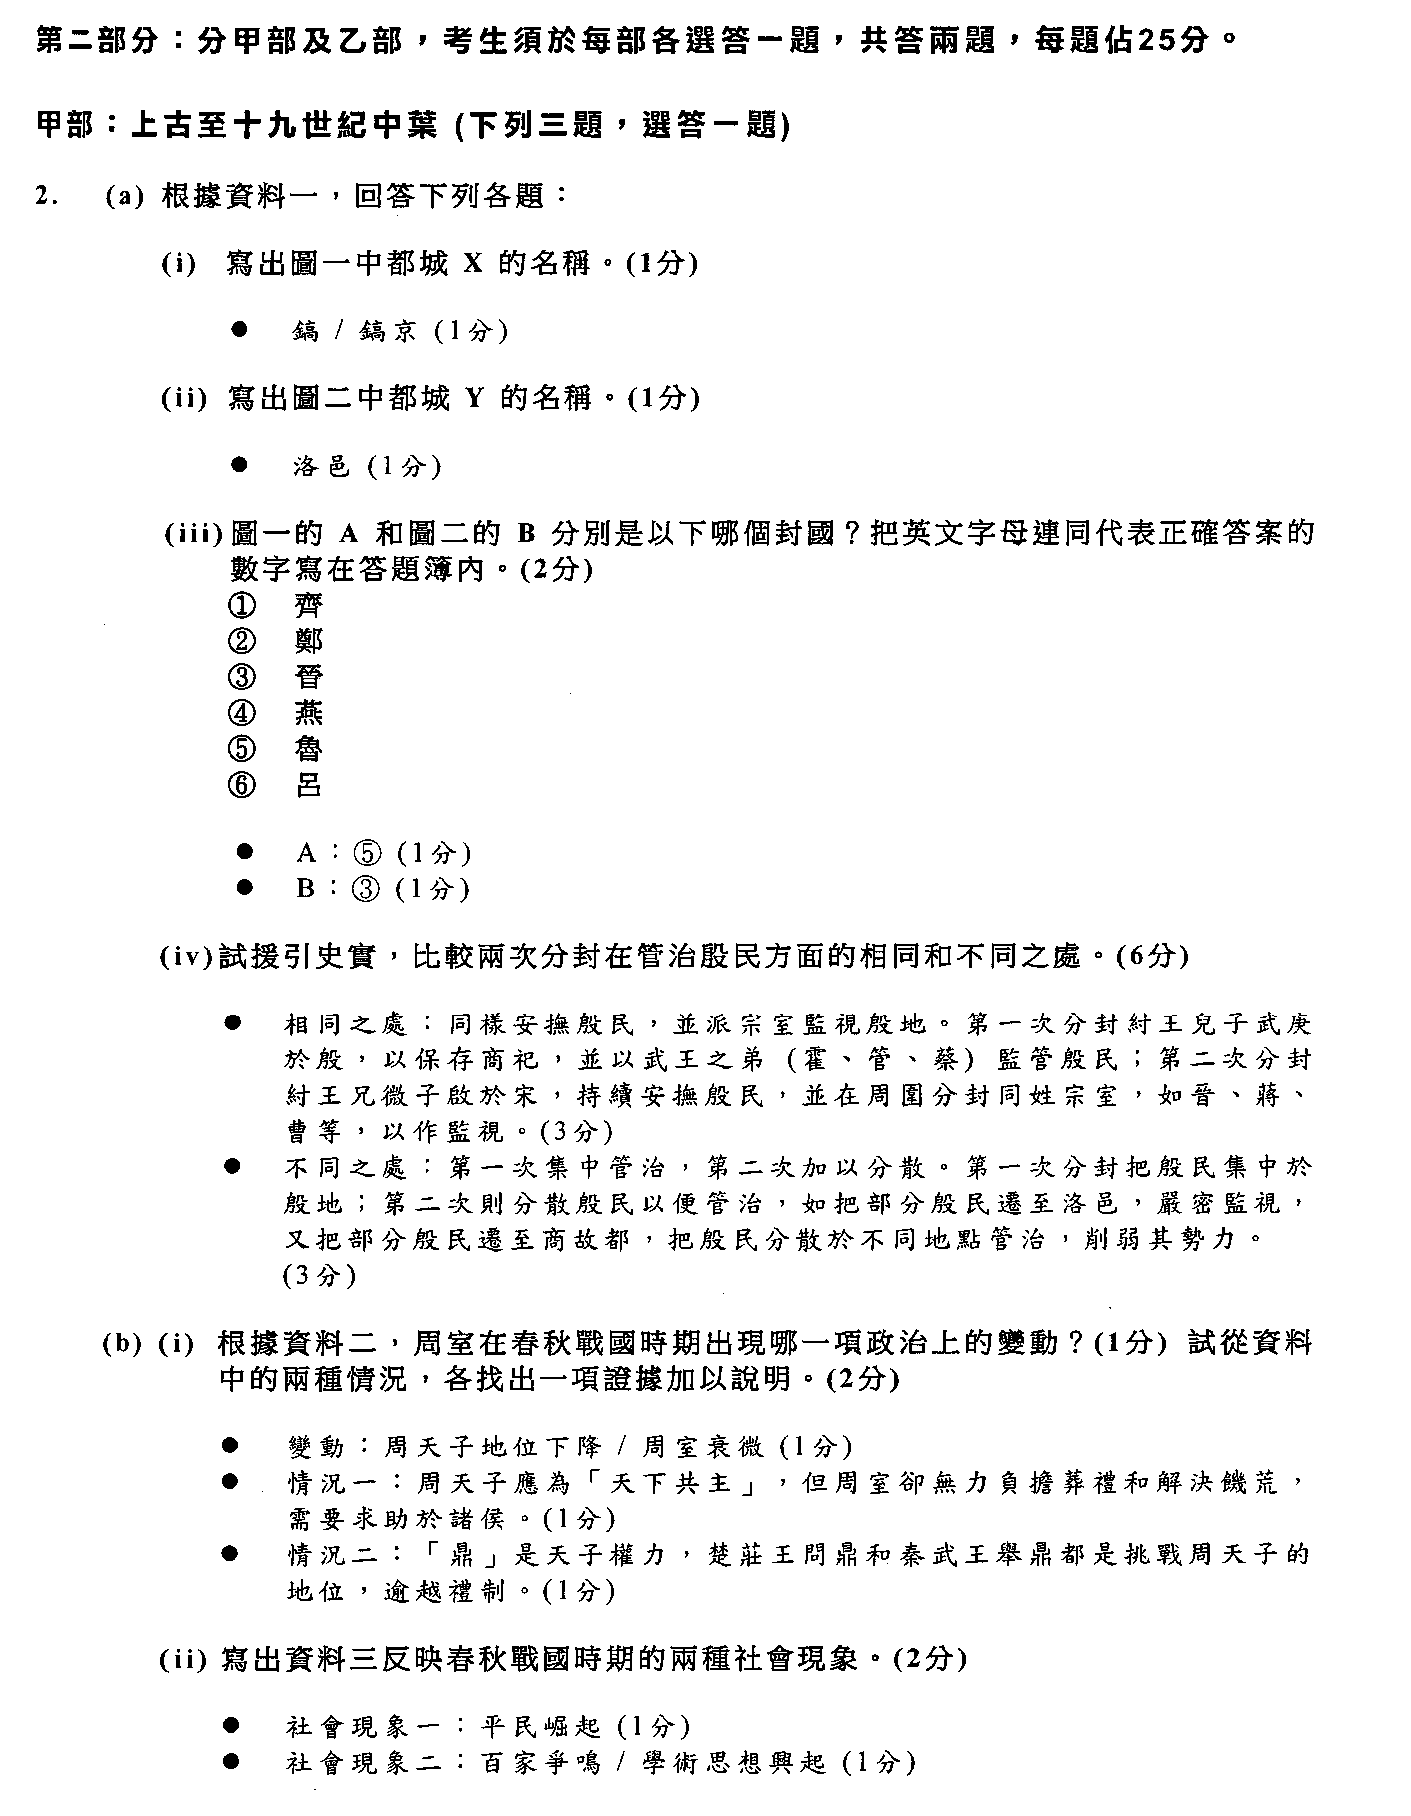 第二部分：分甲部及乙部，考生須於每部各選答一題，共答兩題，每題佔25分。
甲部：上古至十九世紀中葉 (下列三題，選答一題)
2. (a) 根據資料一，回答下列各題：
(i) 寫出圖一中都城 X 的名稱。(1分)
● 鎬 / 鎬京 (1分)
(ii) 寫出圖二中都城 Y 的名稱。(1分)
● 洛邑 (1分)
(iii) 圖一的 A 和圖二的 B 分別是以下哪個封國？把英文字母連同代表正確答案的
數字寫在答題簿內。(2分)
① 齊
② 鄭
③ 晉
④ 燕
⑤ 魯
⑥ 呂
● A：⑤ (1分)
● B：③ (1分)
(iv) 試援引史實，比較兩次分封在管治殷民方面的相同和不同之處。(6分)
● 相同之處：同樣安撫殷民，並派宗室監視殷地。第一次分封紂王兒子武庚
於殷，以保存商祀，並以武王之弟 (霍、管、蔡) 監管殷民；第二次分封
紂王兄微子啟於宋，持續安撫殷民，並在周圍分封同姓宗室，如晉、蔣、
曹等，以作監視。(3分)
● 不同之處：第一次集中管治，第二次加以分散。第一次分封把殷民集中於
殷地；第二次則分散殷民以便管治，如把部分殷民遷至洛邑，嚴密監視，
又把部分殷民遷至商故都，把殷民分散於不同地點管治，削弱其勢力。
(3分)
(b) (i) 根據資料二，周室在春秋戰國時期出現哪一項政治上的變動？(1分) 試從資料
中的兩種情況，各找出一項證據加以說明。(2分)
● 變動：周天子地位下降 / 周室衰微 (1分)
● 情況一：周天子應為「天下共主」，但周室卻無力負擔葬禮和解決饑荒，
需要求助於諸侯。(1分)
● 情況二：「鼎」是天子權力，楚莊王問鼎和秦武王舉鼎都是挑戰周天子的
地位，逾越禮制。(1分)
(ii) 寫出資料三反映春秋戰國時期的兩種社會現象。(2分)
● 社會現象一：平民崛起 (1分)
● 社會現象二：百家爭鳴 / 學術思想興起 (1分)